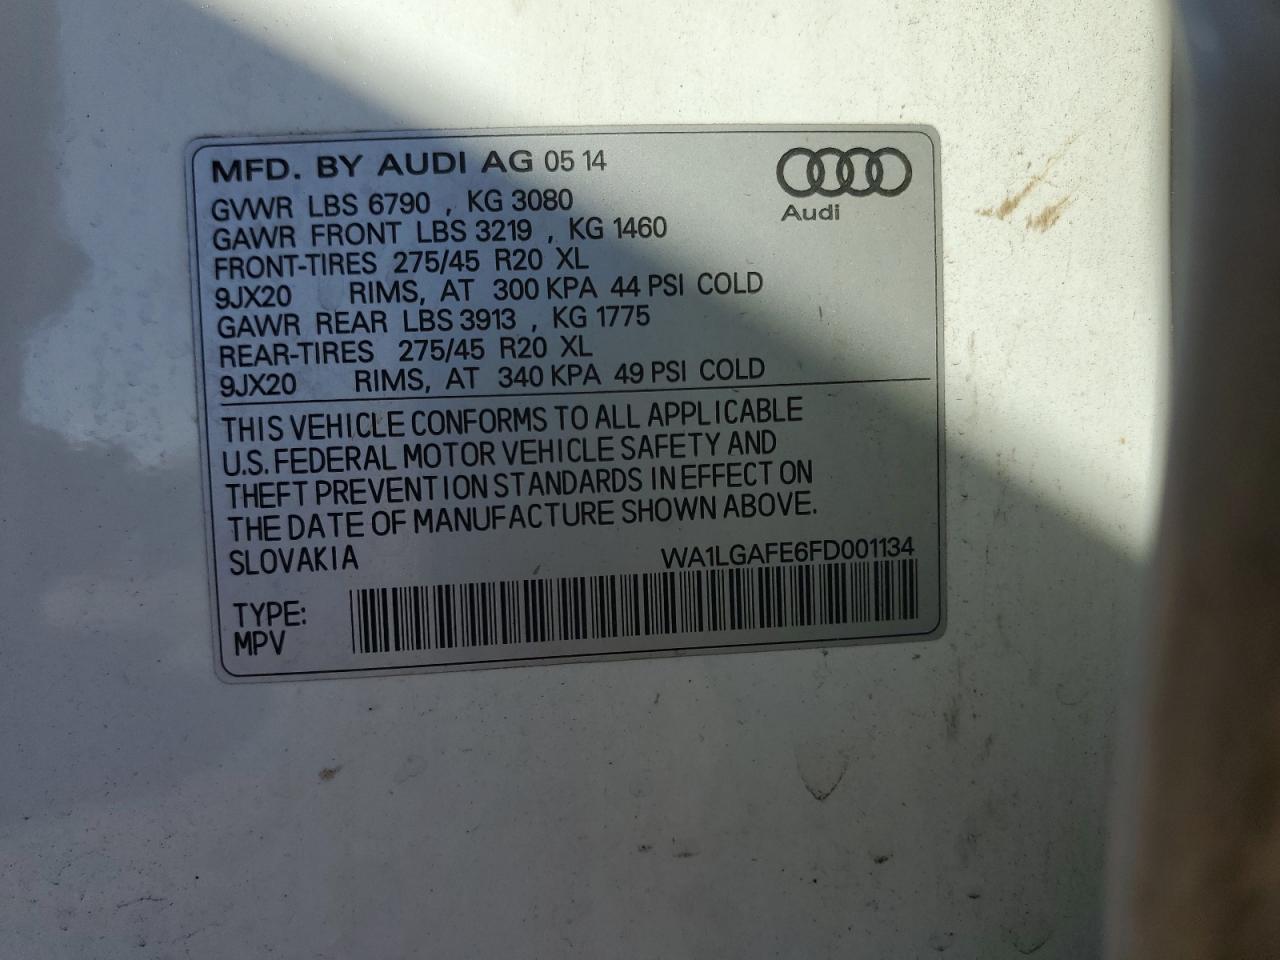 MFD. BY AUDI AG 05 14
Audi
GVWR LBS 6790 , KG 3080
GAWR FRONT LBS 3219 , KG 1460
FRONT-TIRES 275/45 R20 XL
9JX20 RIMS, AT 300 KPA 44 PSI COLD
GAWR REAR LBS 3913 , KG 1775
REAR-TIRES 275/45 R20 XL
9JX20 RIMS, AT 340 KPA 49 PSI COLD
THIS VEHICLE CONFORMS TO ALL APPLICABLE
U.S. FEDERAL MOTOR VEHICLE SAFETY AND
THEFT PREVENTION STANDARDS IN EFFECT ON
THE DATE OF MANUFACTURE SHOWN ABOVE.
SLOVAKIA WA1LGAFE6FD001134
TYPE:
MPV